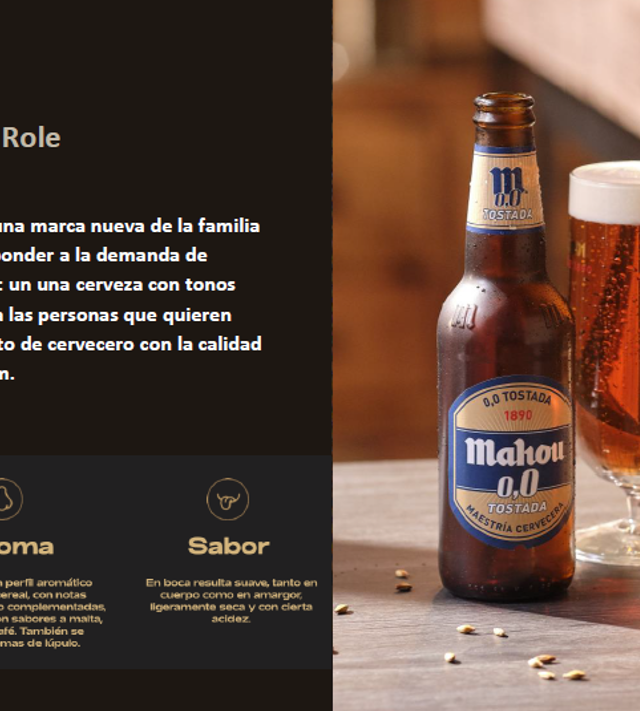 Role
una marca nueva de la familia
ponder a la demanda de
: un una cerveza con tonos
a las personas que quieren
to de cervecero con la calidad
m.
oma
perfil aromático
ereal, con notas
o complementadas,
on sabores a malta,
afé. También se
mas de lúpulo.
Sabor
En boca resulta suave, tanto en
cuerpo como en amargor,
ligeramente seca y con cierta
acidez.
m
0,0
TOSTADA
0,0 TOSTADA
1890
Mahou
0,0
TOSTADA
MAESTRÍA CERVECERA